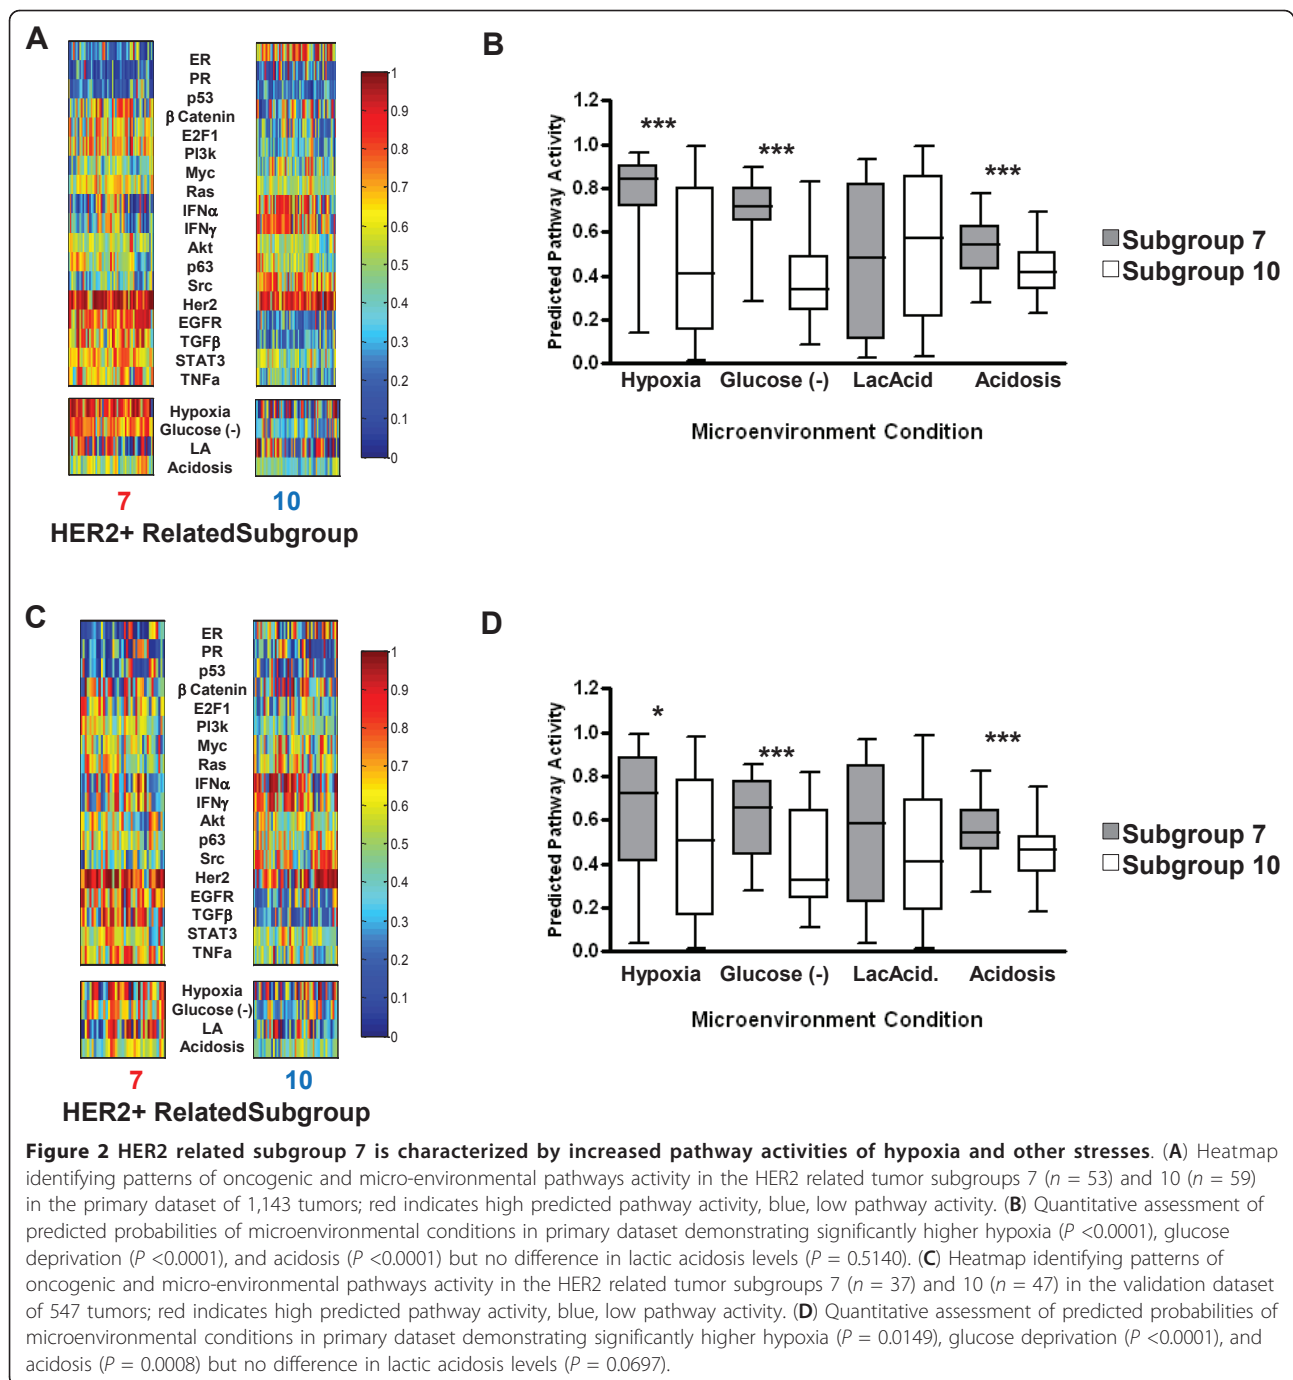 A
ER
PR
p53
β Catenin
E2F1
PI3k
Myc
Ras
IFNα
IFNγ
Akt
p63
Src
Her2
EGFR
TGFβ
STAT3
TNFa
Hypoxia
Glucose (-)
LA
Acidosis
1
0.9
0.8
0.7
0.6
0.5
0.4
0.3
0.2
0.1
0
7
10
HER2+ RelatedSubgroup
B
Predicted Pathway Activity
1.2
1.0
0.8
0.6
0.4
0.2
0.0
***
***
***
Hypoxia Glucose (-) LacAcid Acidosis
Microenvironment Condition
Subgroup 7
Subgroup 10
C
ER
PR
p53
β Catenin
E2F1
PI3k
Myc
Ras
IFNα
IFNγ
Akt
p63
Src
Her2
EGFR
TGFβ
STAT3
TNFa
Hypoxia
Glucose (-)
LA
Acidosis
1
0.9
0.8
0.7
0.6
0.5
0.4
0.3
0.2
0.1
0
7
10
HER2+ RelatedSubgroup
D
Predicted Pathway Activity
1.2
1.0
0.8
0.6
0.4
0.2
0.0
*
***
***
Hypoxia Glucose (-) LacAcid. Acidosis
Microenvironment Condition
Subgroup 7
Subgroup 10
Figure 2 HER2 related subgroup 7 is characterized by increased pathway activities of hypoxia and other stresses. (A) Heatmap
identifying patterns of oncogenic and micro-environmental pathways activity in the HER2 related tumor subgroups 7 (n = 53) and 10 (n = 59)
in the primary dataset of 1,143 tumors; red indicates high predicted pathway activity, blue, low pathway activity. (B) Quantitative assessment of
predicted probabilities of microenvironmental conditions in primary dataset demonstrating significantly higher hypoxia (P <0.0001), glucose
deprivation (P <0.0001), and acidosis (P <0.0001) but no difference in lactic acidosis levels (P = 0.5140). (C) Heatmap identifying patterns of
oncogenic and micro-environmental pathways activity in the HER2 related tumor subgroups 7 (n = 37) and 10 (n = 47) in the validation dataset
of 547 tumors; red indicates high predicted pathway activity, blue, low pathway activity. (D) Quantitative assessment of predicted probabilities of
microenvironmental conditions in primary dataset demonstrating significantly higher hypoxia (P = 0.0149), glucose deprivation (P <0.0001), and
acidosis (P = 0.0008) but no difference in lactic acidosis levels (P = 0.0697).